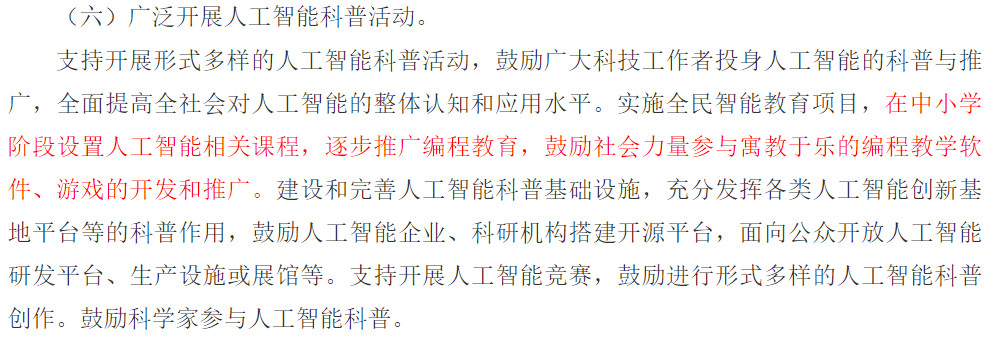 （六）广泛开展人工智能科普活动。
支持开展形式多样的人工智能科普活动，鼓励广大科技工作者投身人工智能的科普与推
广，全面提高全社会对人工智能的整体认知和应用水平。实施全民智能教育项目，在中小学
阶段设置人工智能相关课程，逐步推广编程教育，鼓励社会力量参与寓教于乐的编程教学软
件、游戏的开发和推广。建设和完善人工智能科普基础设施，充分发挥各类人工智能创新基
地平台等的科普作用，鼓励人工智能企业、科研机构搭建开源平台，面向公众开放人工智能
研发平台、生产设施或展馆等。支持开展人工智能竞赛，鼓励进行形式多样的人工智能科普
创作。鼓励科学家参与人工智能科普。